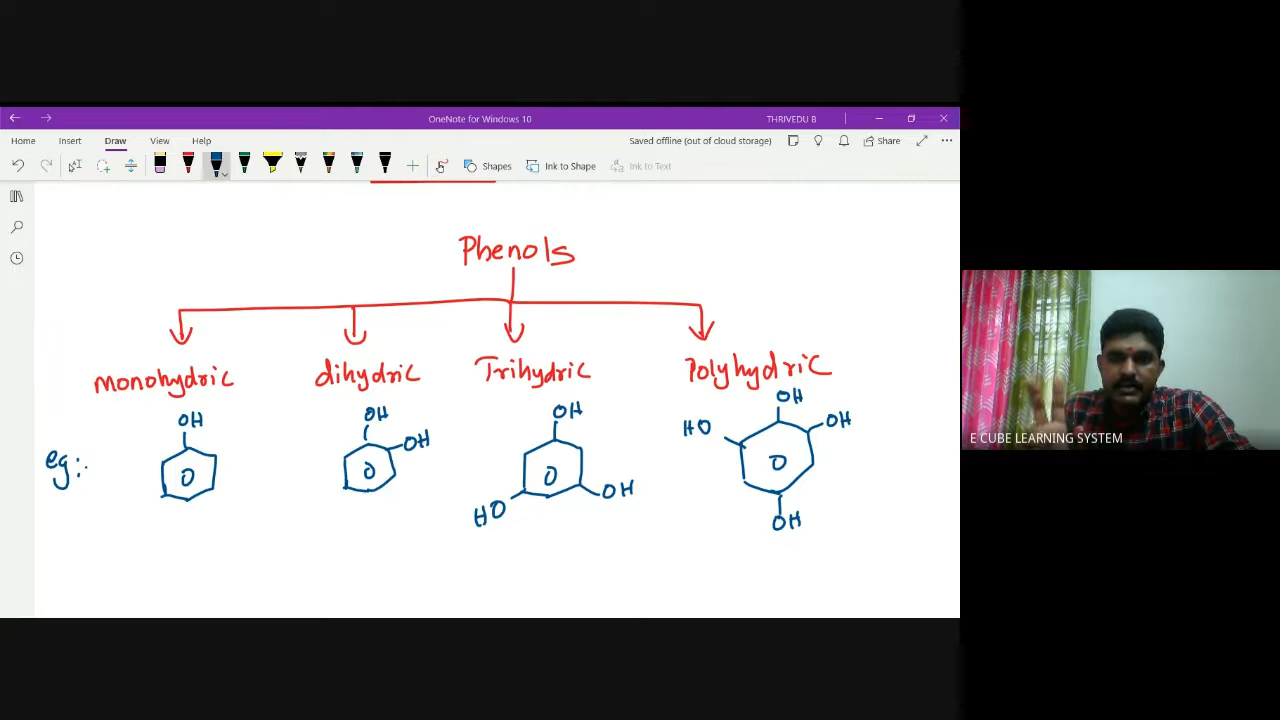 OneNote for Windows 10
THRIVEDU B
Home Insert Draw View Help
Saved offline (out of cloud storage)
Share
Shapes
Ink to Shape
Ink to Text
Phenols
monohydric dihydric Trihydric Polyhydric
eg:
OH
OH
OH
OH
HO
OH
OH
HO
OH
OH
E CUBE LEARNING SYSTEM